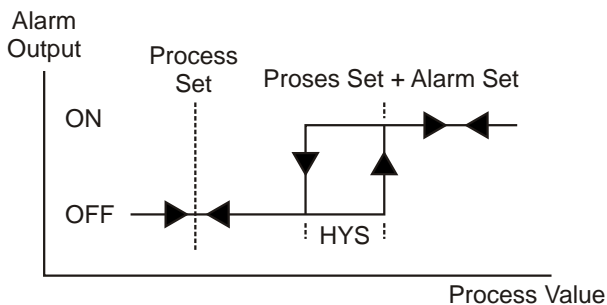 Alarm
Output
Process
Set
Proses Set + Alarm Set
ON
OFF
HYS
Process Value